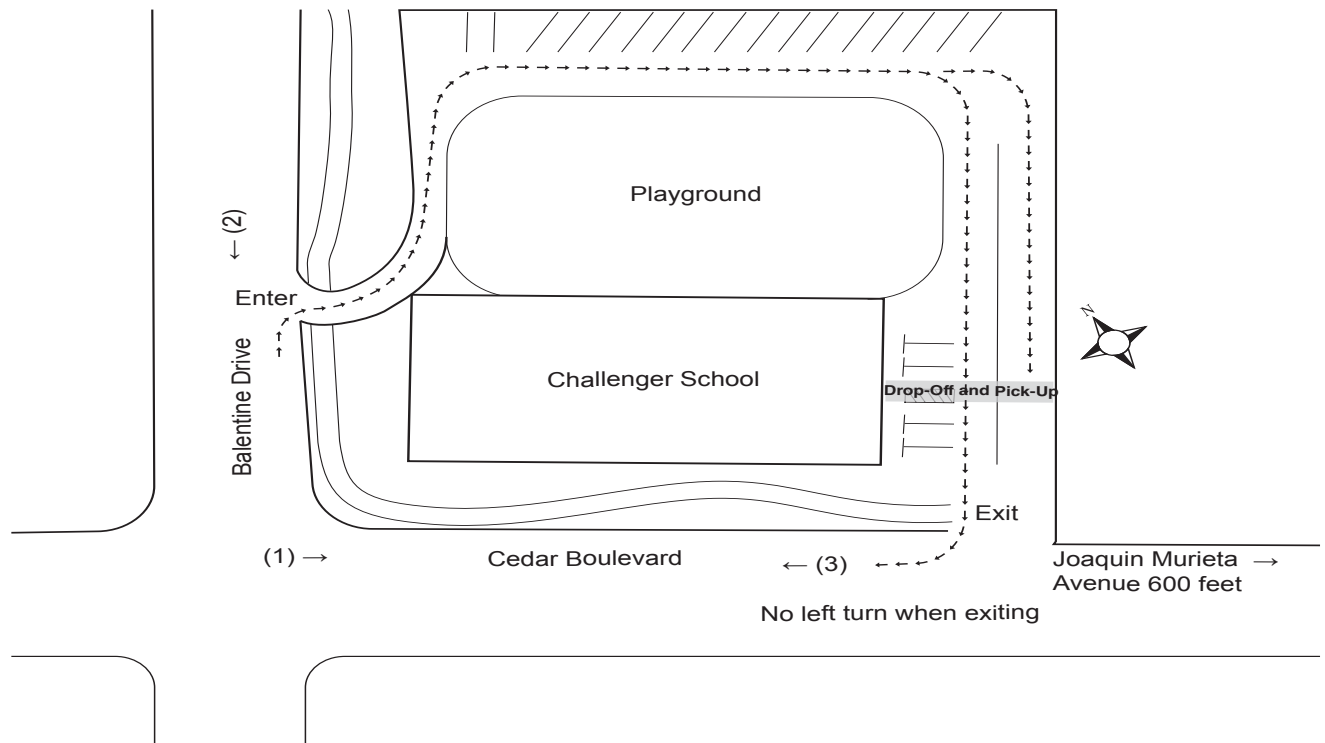 Playground
← (2)
Enter
N
Balentine Drive
Challenger School
Drop-Off and Pick-Up
Exit
(1) →
Cedar Boulevard
← (3)
Joaquin Murieta →
Avenue 600 feet
No left turn when exiting